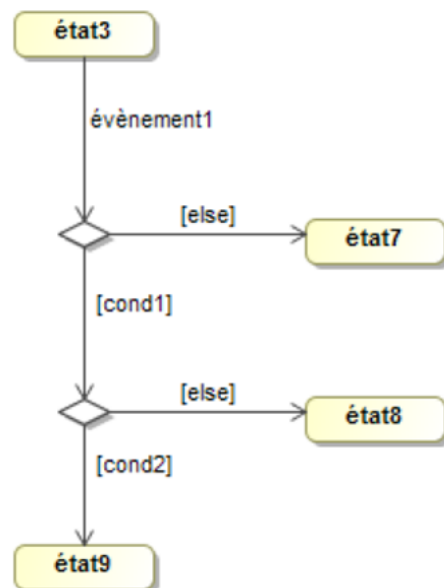 état3
évènement1
[else]
état7
[cond1]
[else]
état8
[cond2]
état9